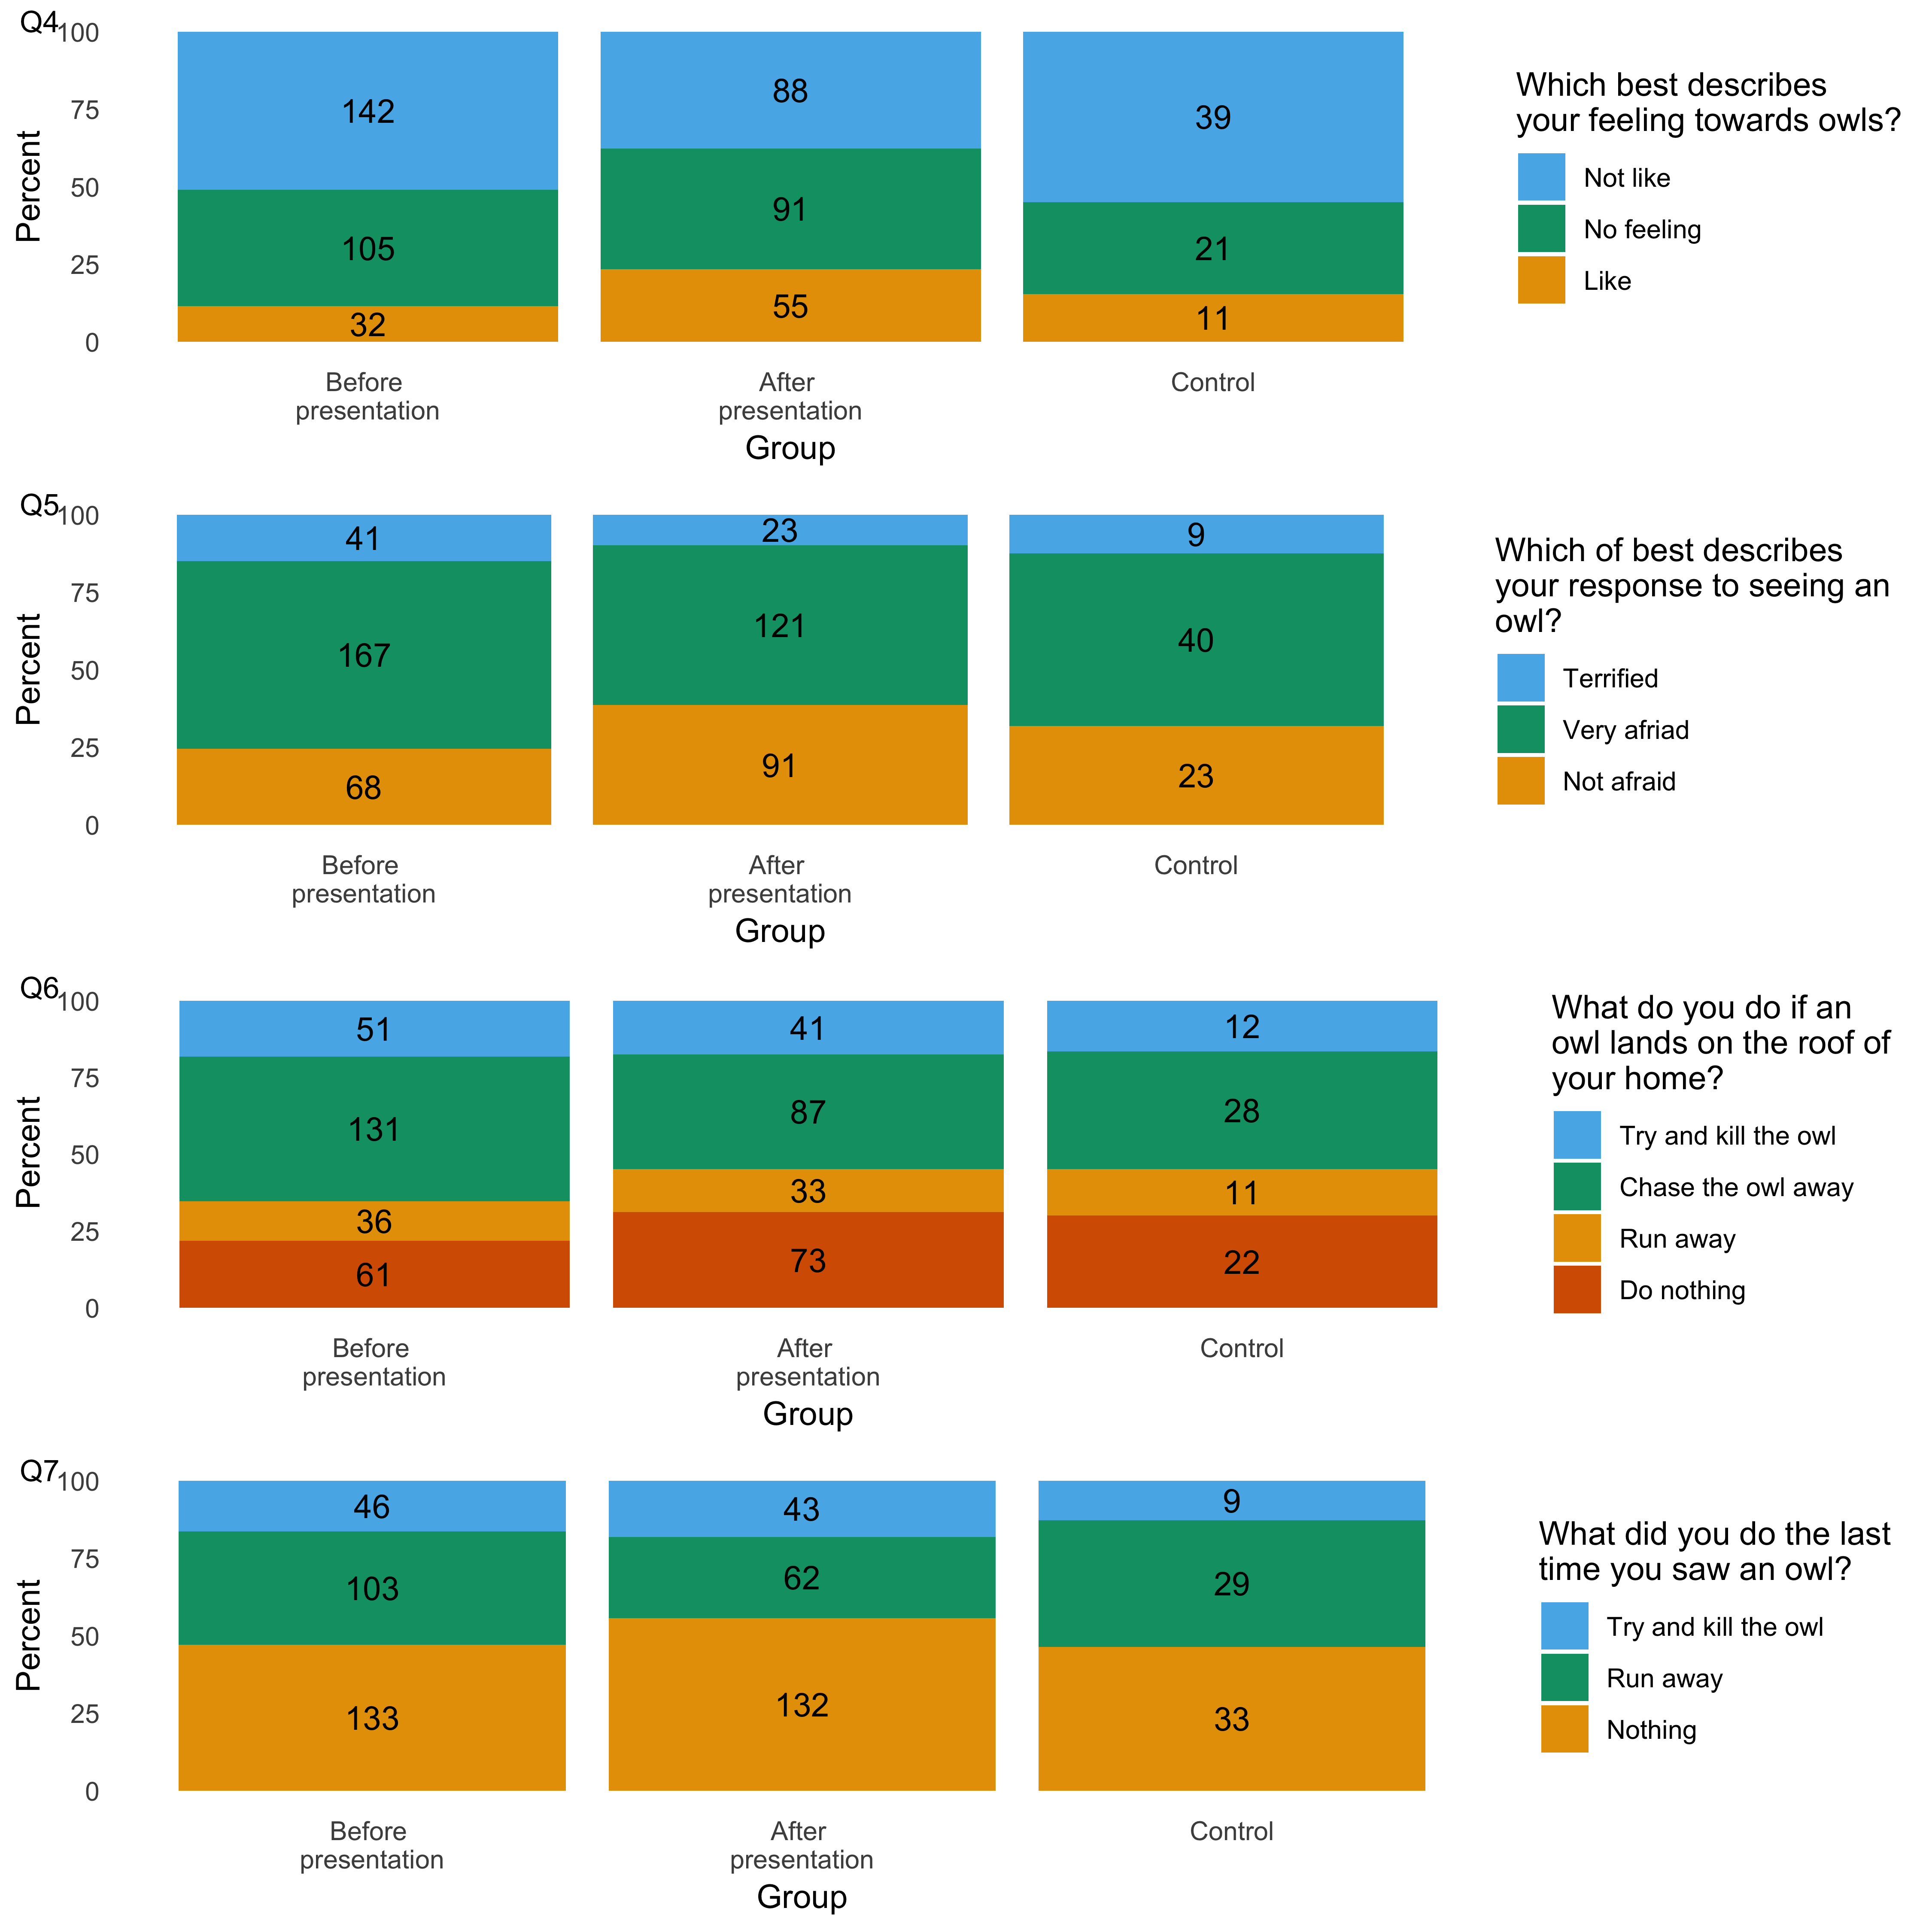 Q4
100
75
50
25
0
Percent
142
105
32
88
91
55
39
21
11
Before
presentation
After
presentation
Control
Group
Which best describes
your feeling towards owls?
Not like
No feeling
Like
Q5
100
75
50
25
0
Percent
41
167
68
23
121
91
9
40
23
Before
presentation
After
presentation
Control
Group
Which of best describes
your response to seeing an
owl?
Terrified
Very afriad
Not afraid
Q6
100
75
50
25
0
Percent
51
131
36
61
41
87
33
73
12
28
11
22
Before
presentation
After
presentation
Control
Group
What do you do if an
owl lands on the roof of
your home?
Try and kill the owl
Chase the owl away
Run away
Do nothing
Q7
100
75
50
25
0
Percent
46
103
133
43
62
132
9
29
33
Before
presentation
After
presentation
Control
Group
What did you do the last
time you saw an owl?
Try and kill the owl
Run away
Nothing